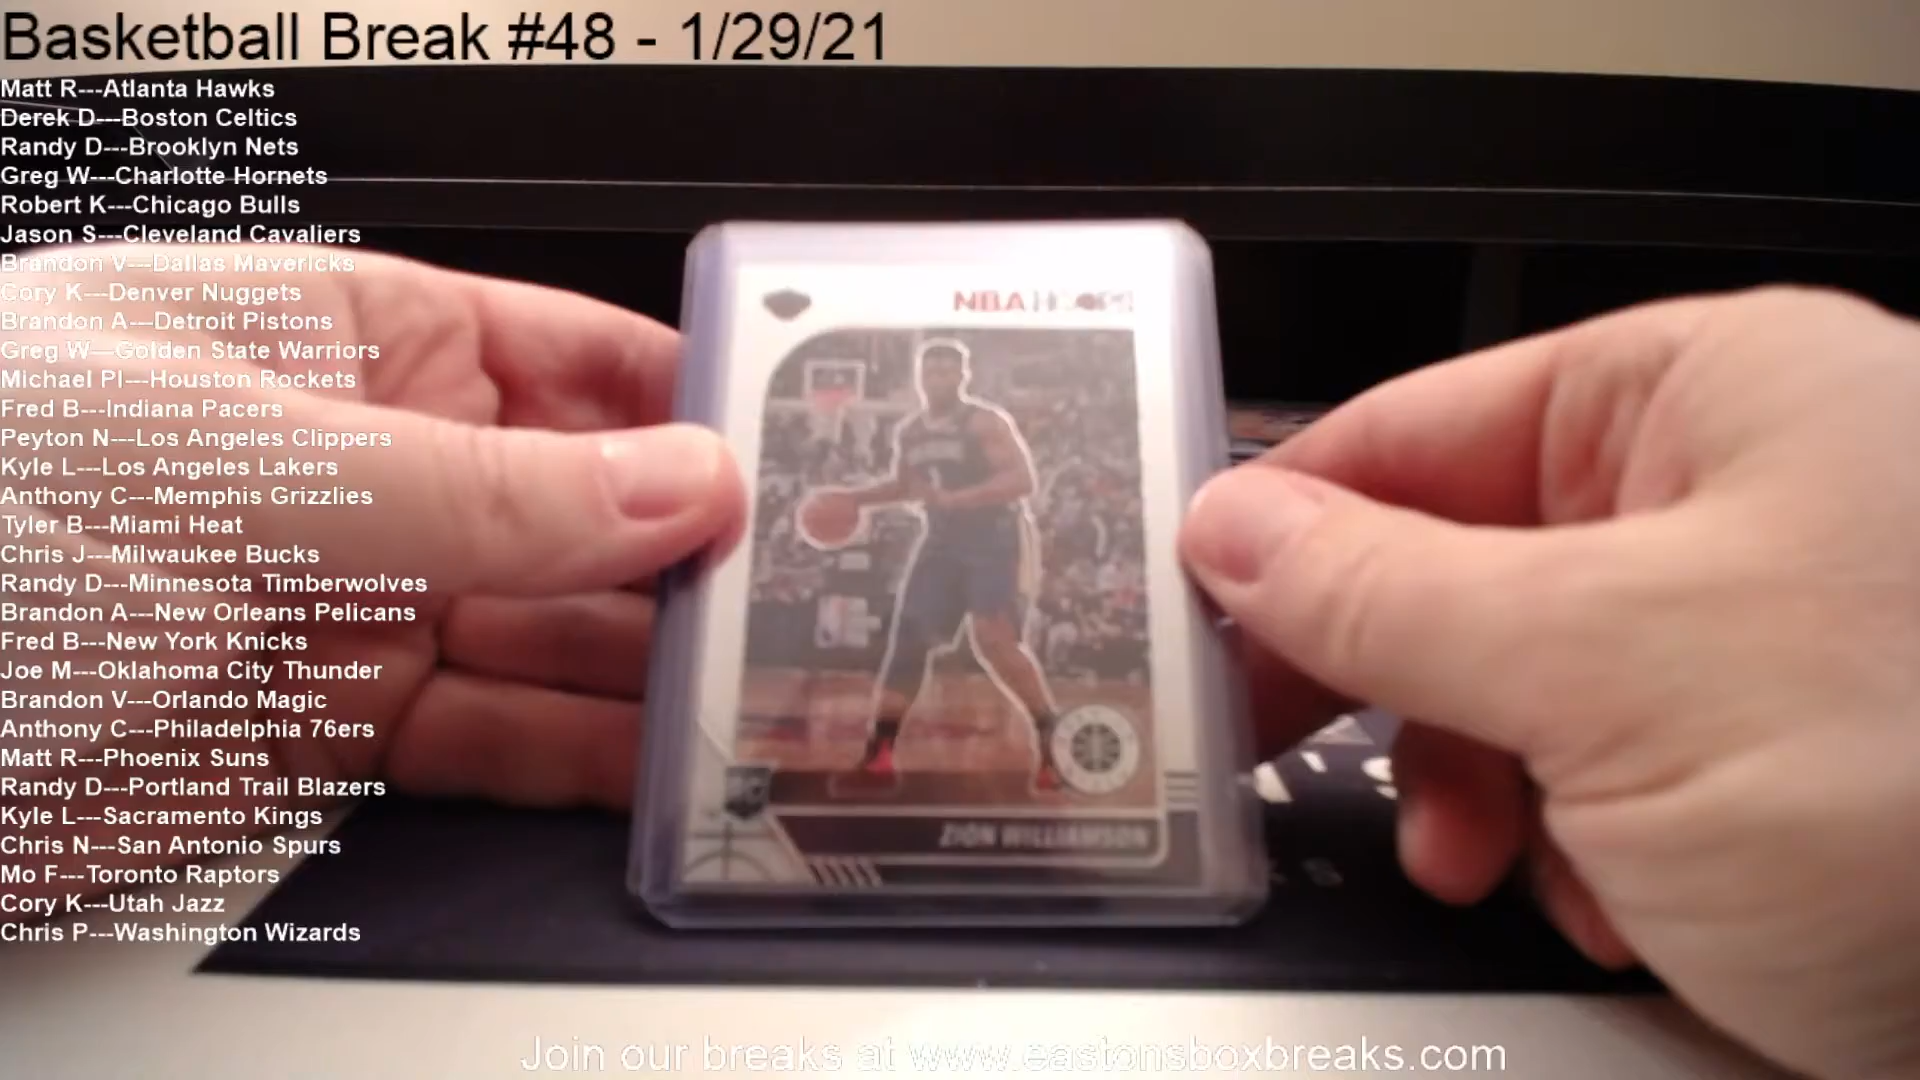 Basketball Break #48 - 1/29/21
Matt R---Atlanta Hawks
Derek D---Boston Celtics
Randy D---Brooklyn Nets
Greg W---Charlotte Hornets
Robert K---Chicago Bulls
Jason S---Cleveland Cavaliers
Brandon V---Dallas Mavericks
Cory K---Denver Nuggets
Brandon A---Detroit Pistons
Greg W---Golden State Warriors
Michael Pl---Houston Rockets
Fred B---Indiana Pacers
Peyton N---Los Angeles Clippers
Kyle L---Los Angeles Lakers
Anthony C---Memphis Grizzlies
Tyler B---Miami Heat
Chris J---Milwaukee Bucks
Randy D---Minnesota Timberwolves
Brandon A---New Orleans Pelicans
Fred B---New York Knicks
Joe M---Oklahoma City Thunder
Brandon V---Orlando Magic
Anthony C---Philadelphia 76ers
Matt R---Phoenix Suns
Randy D---Portland Trail Blazers
Kyle L---Sacramento Kings
Chris N---San Antonio Spurs
Mo F---Toronto Raptors
Cory K---Utah Jazz
Chris P---Washington Wizards
NBA HOOPS
RC
ZION WILLIAMSON
Join our breaks at www.eastonsboxbreaks.com